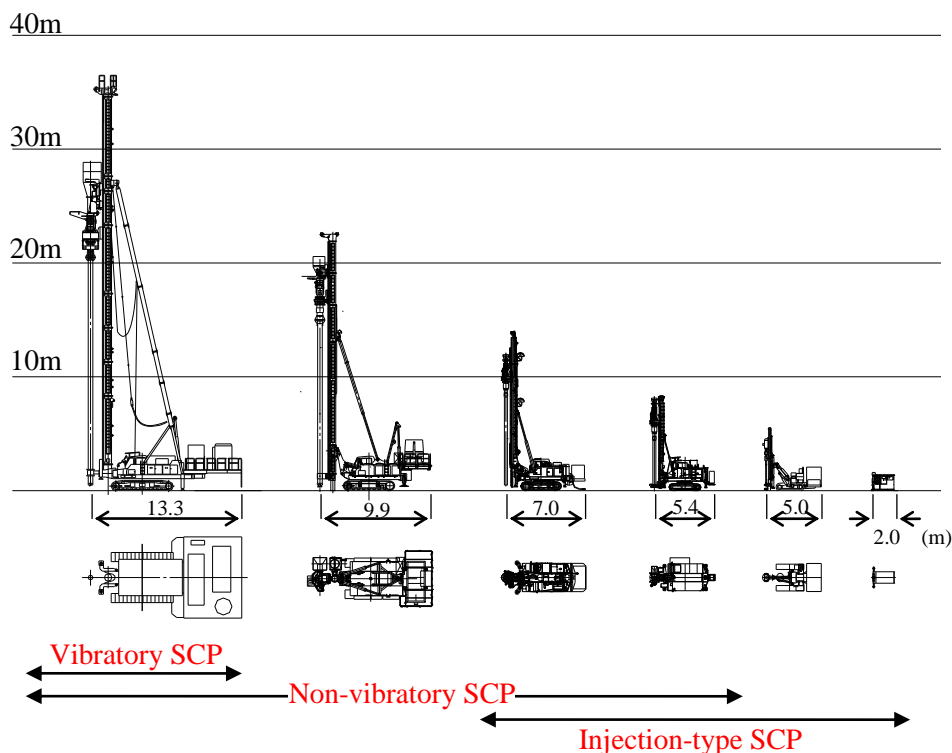 40m
30m
20m
10m
13.3
9.9
7.0
5.4
5.0
2.0 (m)
Vibratory SCP
Non-vibratory SCP
Injection-type SCP